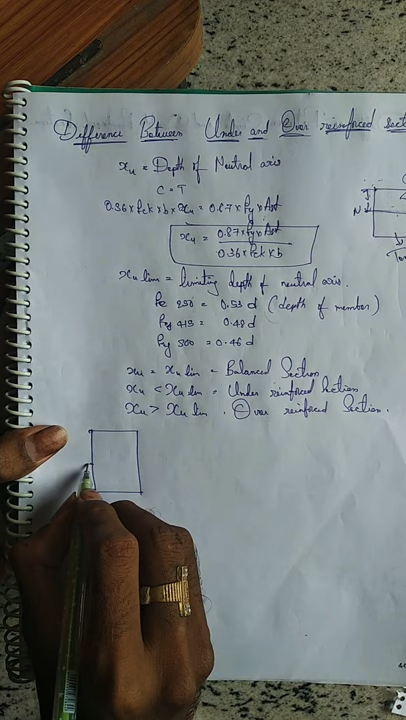 Difference Between Under and Over reinforced sect
xu = Depth of Neutral axis
C = T
0.36 x fck x b x xu = 0.87 x fy x Ast
xu = 0.87 x fy x Ast / 0.36 x fck x b
N
xu lim = limiting depth of neutral axis.
Fe 250 = 0.53 d (depth of member)
Fy 415 = 0.48 d
Fy 500 = 0.46 d
xu = xu lim - Balanced Section
xu < xu lim = Under reinforced Section
xu > xu lim . Over reinforced Section.